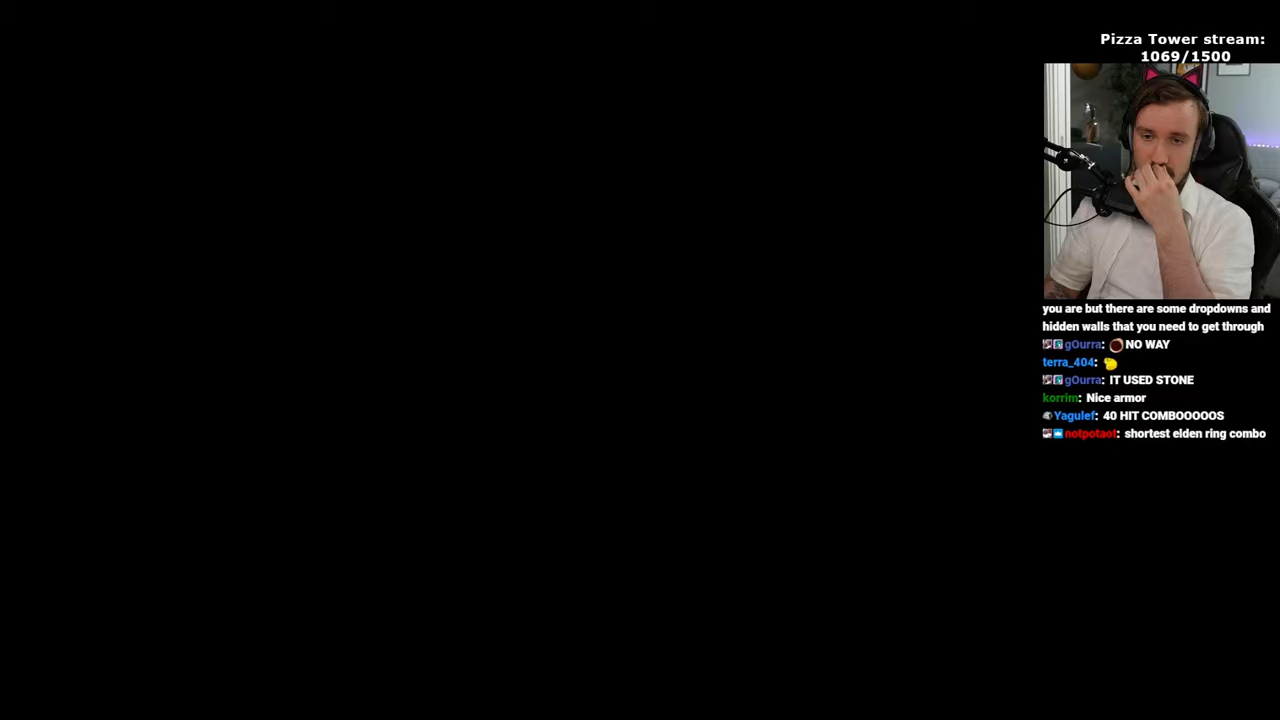 Pizza Tower stream:
1069/1500
you are but there are some dropdowns and
hidden walls that you need to get through
gOurra: NO WAY
terra_404:
gOurra: IT USED STONE
korrim: Nice armor
Yagulef: 40 HIT COMBOOOOOS
notpotaot: shortest elden ring combo